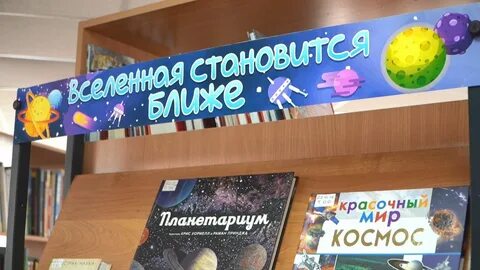 Вселенная становится
ближе
Планетариум
красочный
мир
космос